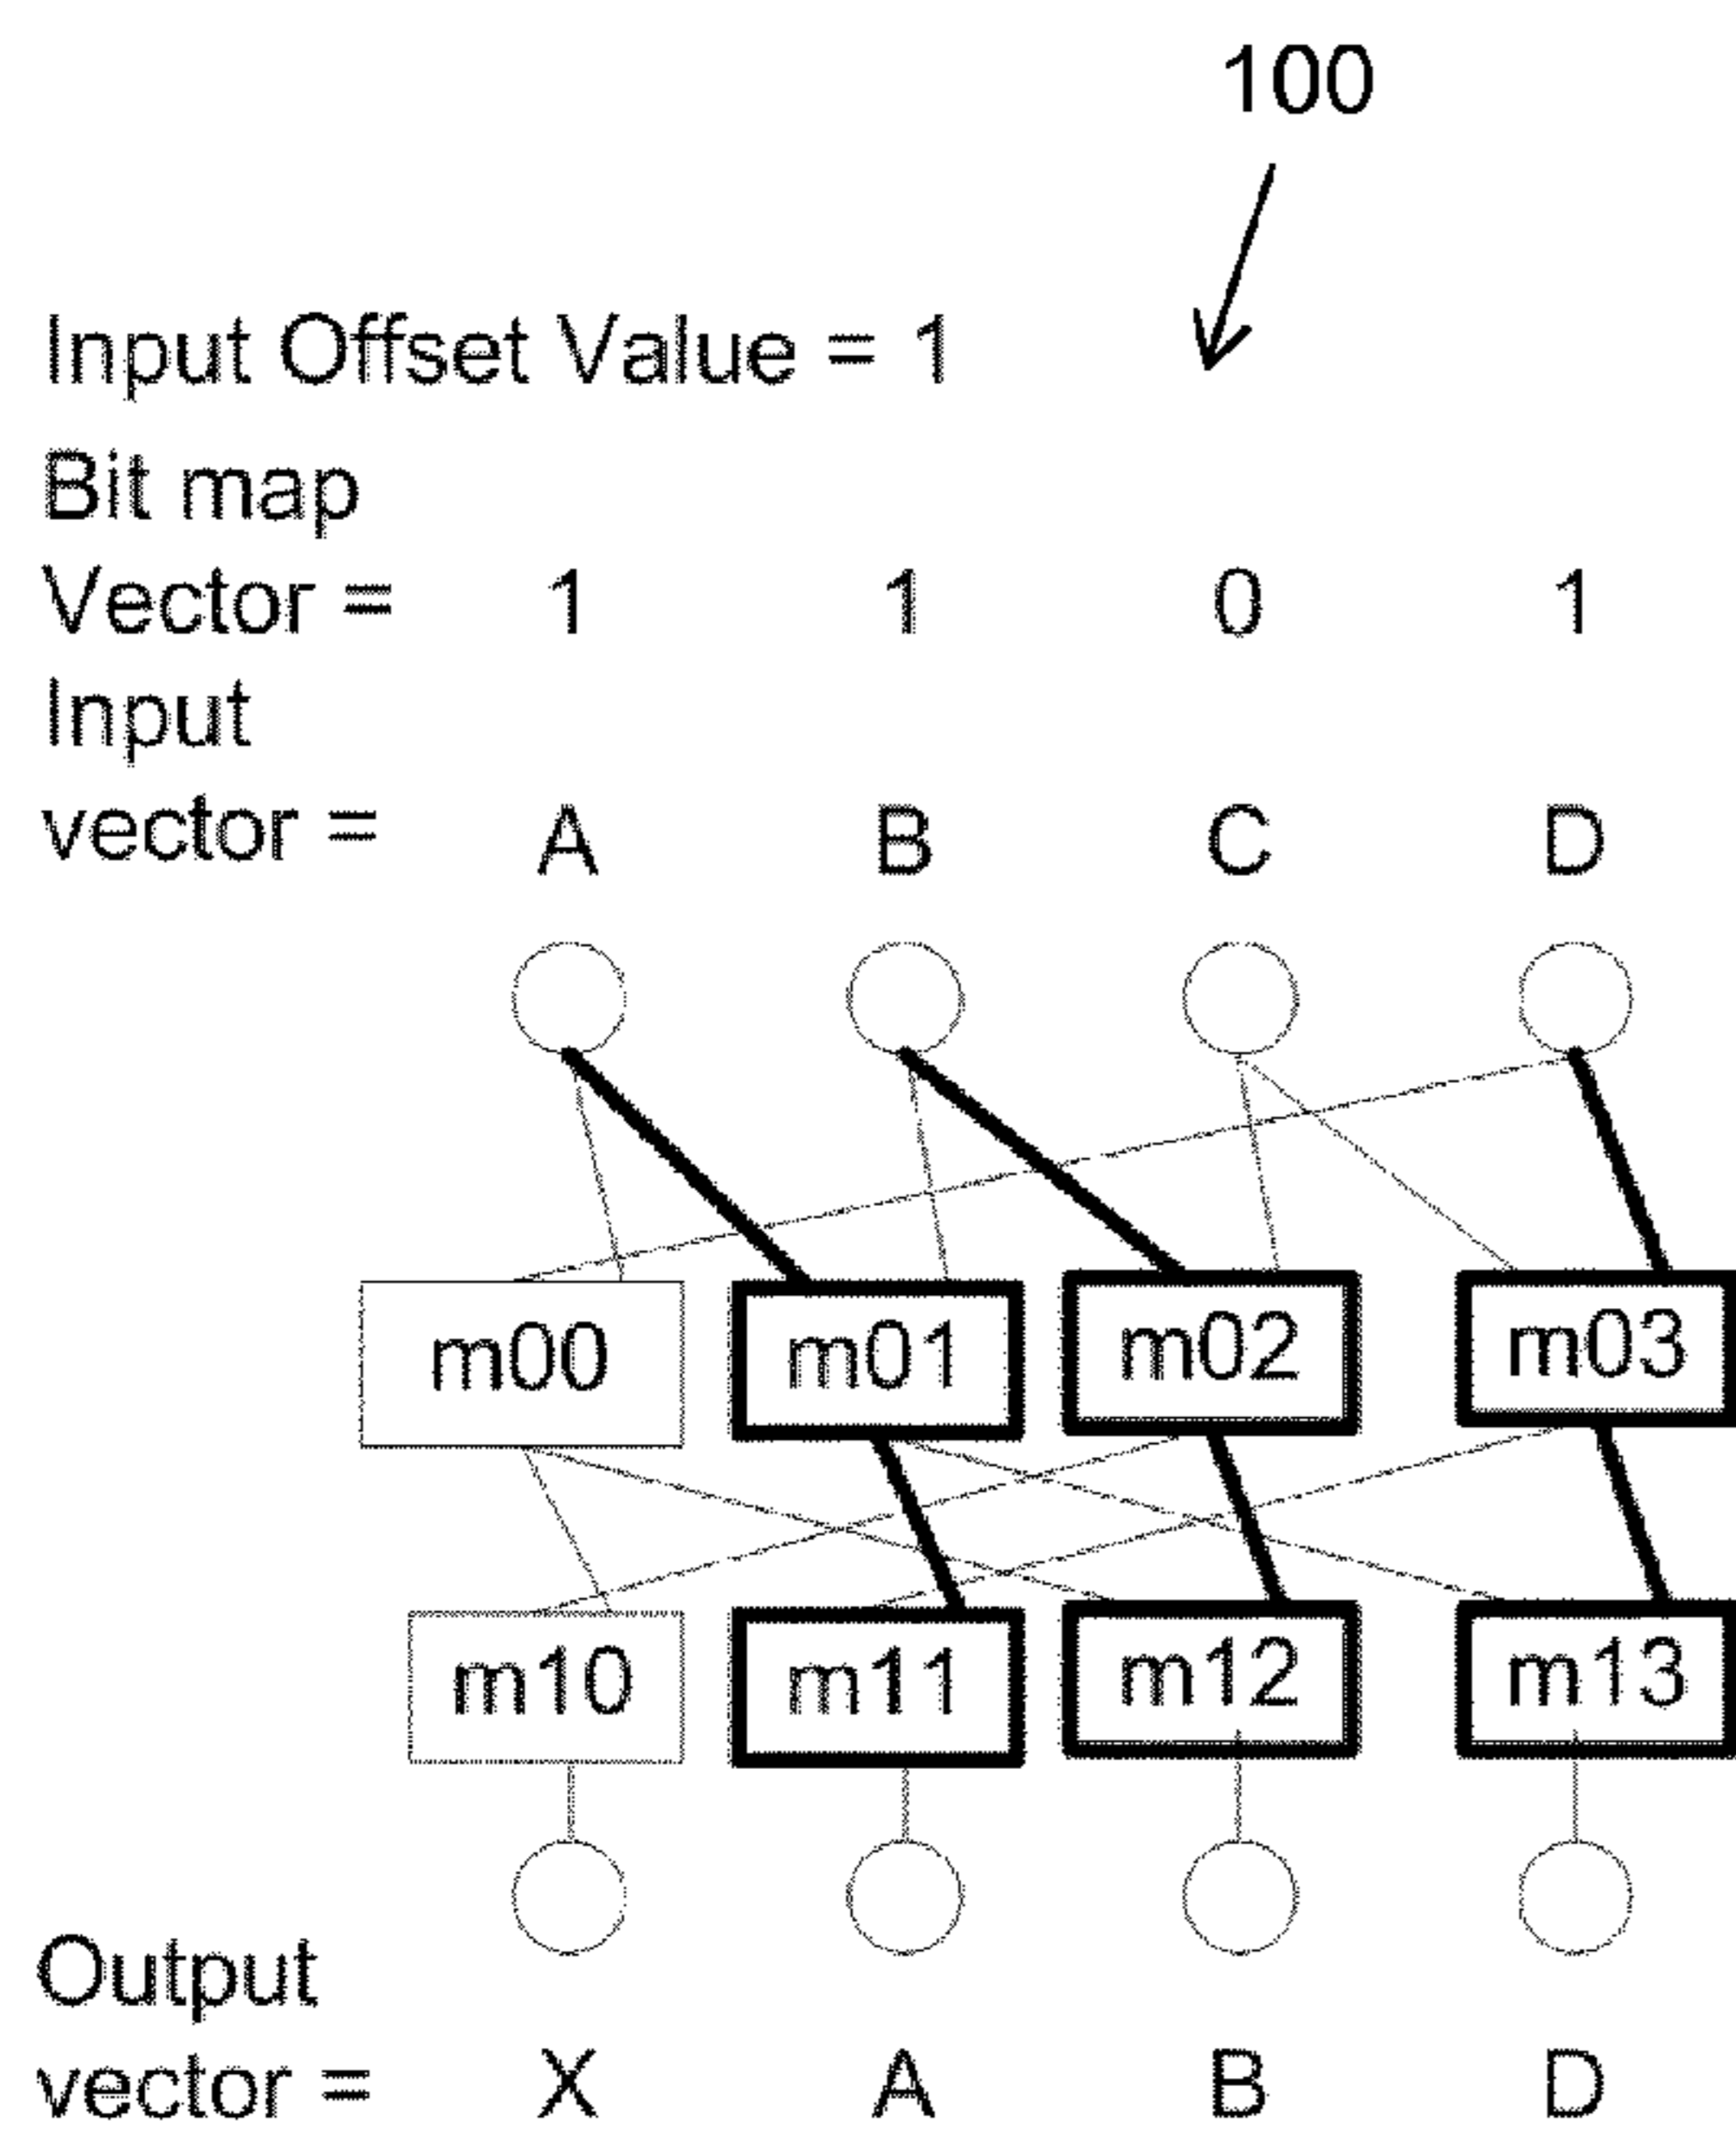 100
Input Offset Value = 1
Bit map
Vector = 1 1 0 1
Input
vector = A B C D
m00 m01 m02 m03
m10 m11 m12 m13
Output
vector = X A B D